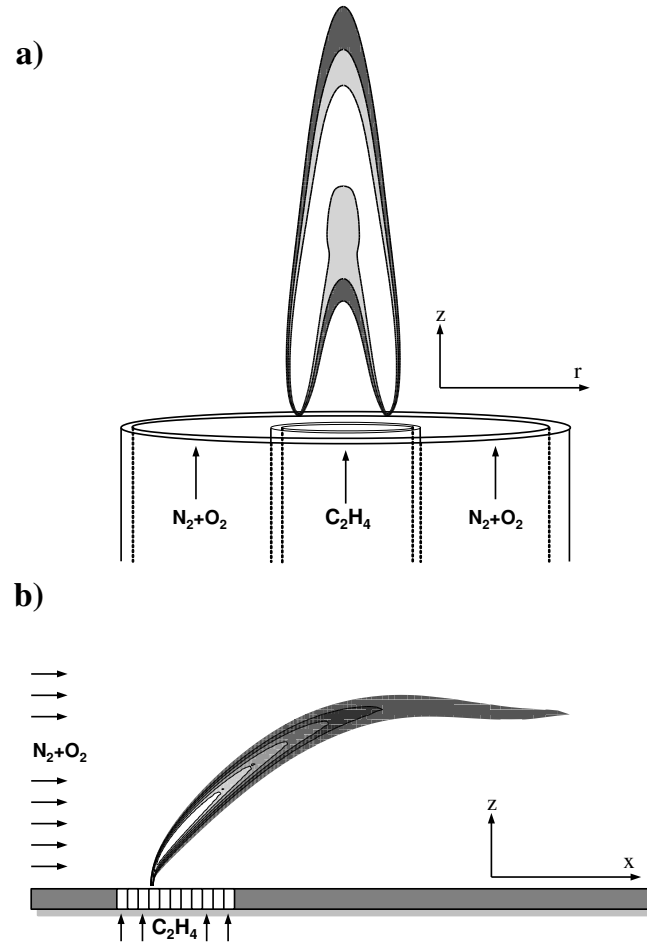 a)
z
r
N₂+O₂ C₂H₄ N₂+O₂
b)
N₂+O₂
z
x
C₂H₄